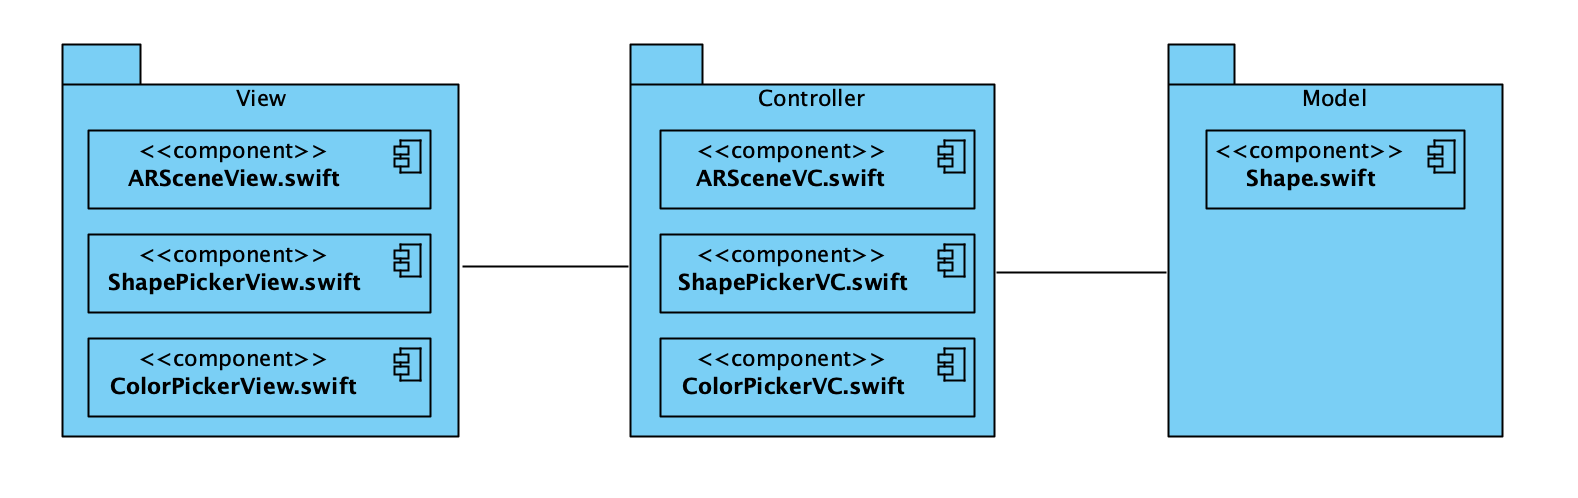 View
<<component>>
ARSceneView.swift
<<component>>
ShapePickerView.swift
<<component>>
ColorPickerView.swift
Controller
<<component>>
ARSceneVC.swift
<<component>>
ShapePickerVC.swift
<<component>>
ColorPickerVC.swift
Model
<<component>>
Shape.swift